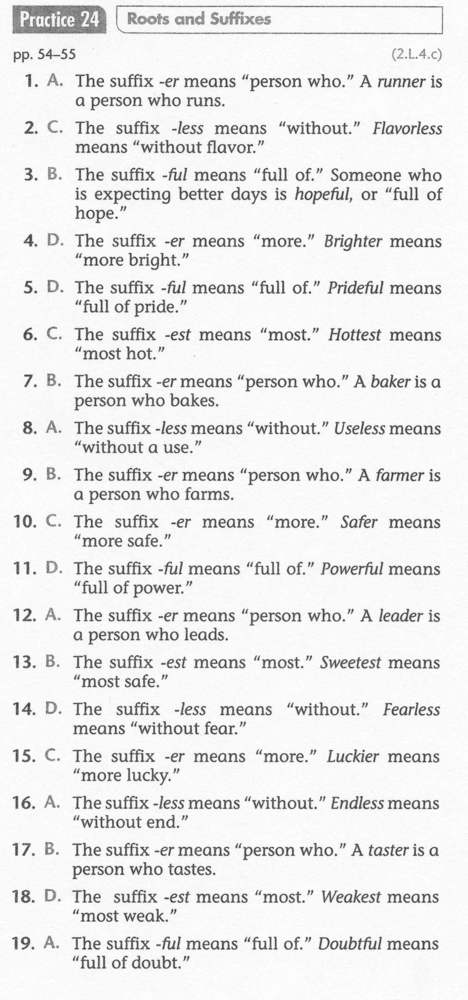 Practice 24 Roots and Suffixes
pp. 54–55 (2.L.4.c)
1. A. The suffix -er means “person who.” A runner is
a person who runs.
2. C. The suffix -less means “without.” Flavorless
means “without flavor.”
3. B. The suffix -ful means “full of.” Someone who
is expecting better days is hopeful, or “full of
hope.”
4. D. The suffix -er means “more.” Brighter means
“more bright.”
5. D. The suffix -ful means “full of.” Prideful means
“full of pride.”
6. C. The suffix -est means “most.” Hottest means
“most hot.”
7. B. The suffix -er means “person who.” A baker is a
person who bakes.
8. A. The suffix -less means “without.” Useless means
“without a use.”
9. B. The suffix -er means “person who.” A farmer is
a person who farms.
10. C. The suffix -er means “more.” Safer means
“more safe.”
11. D. The suffix -ful means “full of.” Powerful means
“full of power.”
12. A. The suffix -er means “person who.” A leader is
a person who leads.
13. B. The suffix -est means “most.” Sweetest means
“most safe.”
14. D. The suffix -less means “without.” Fearless
means “without fear.”
15. C. The suffix -er means “more.” Luckier means
“more lucky.”
16. A. The suffix -less means “without.” Endless means
“without end.”
17. B. The suffix -er means “person who.” A taster is a
person who tastes.
18. D. The suffix -est means “most.” Weakest means
“most weak.”
19. A. The suffix -ful means “full of.” Doubtful means
“full of doubt.”